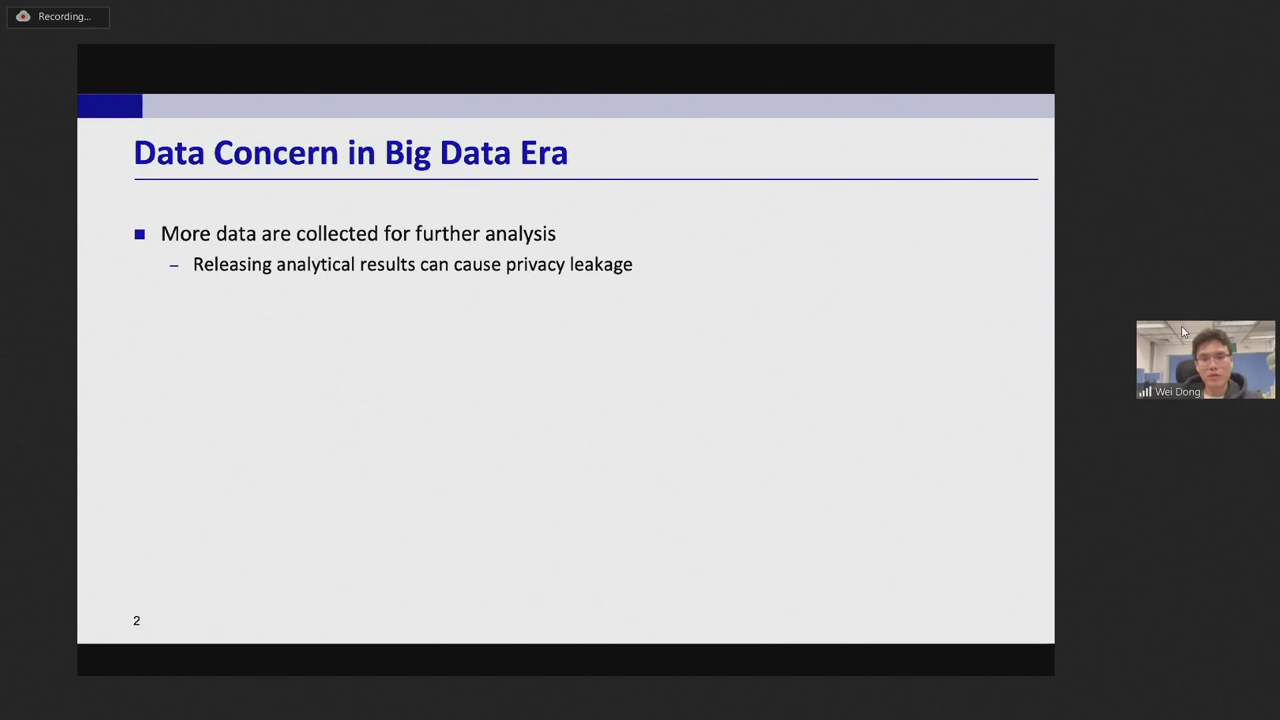 Recording...
Data Concern in Big Data Era
More data are collected for further analysis
– Releasing analytical results can cause privacy leakage
Wei Dong
2